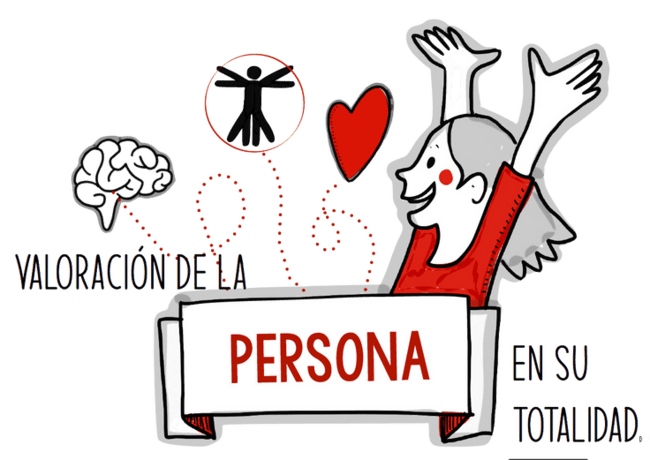 VALORACIÓN DE LA
PERSONA
EN SU
TOTALIDAD.